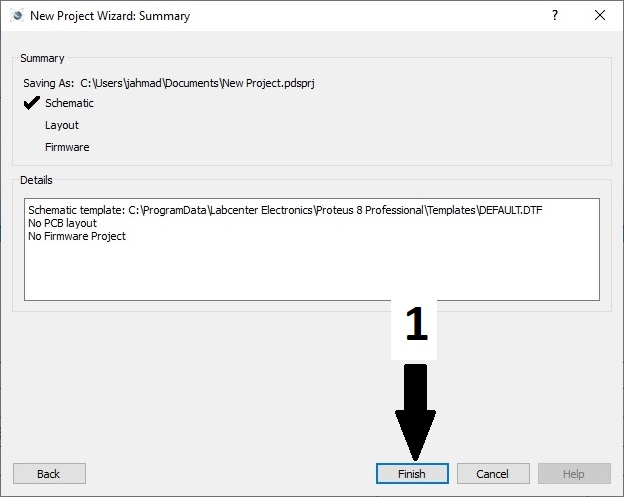 New Project Wizard: Summary
?
Summary
Saving As: C:\Users\jahmad\Documents\New Project.pdsprj
Schematic
Layout
Firmware
Details
Schematic template: C:\ProgramData\Labcenter Electronics\Proteus 8 Professional\Templates\DEFAULT.DTF
No PCB layout
No Firmware Project
1
Back Finish Cancel Help